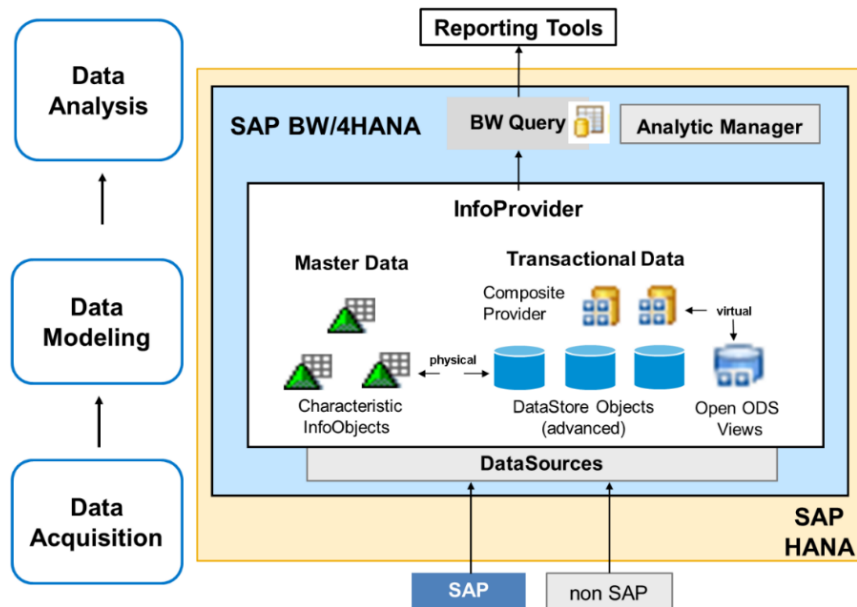 Reporting Tools
Data
Analysis
SAP BW/4HANA
BW Query
Analytic Manager
InfoProvider
Master Data
Transactional Data
Composite
Provider
virtual
Data
Modeling
physical
Characteristic
InfoObjects
DataStore Objects
(advanced)
Open ODS
Views
DataSources
Data
Acquisition
SAP
HANA
SAP
non SAP